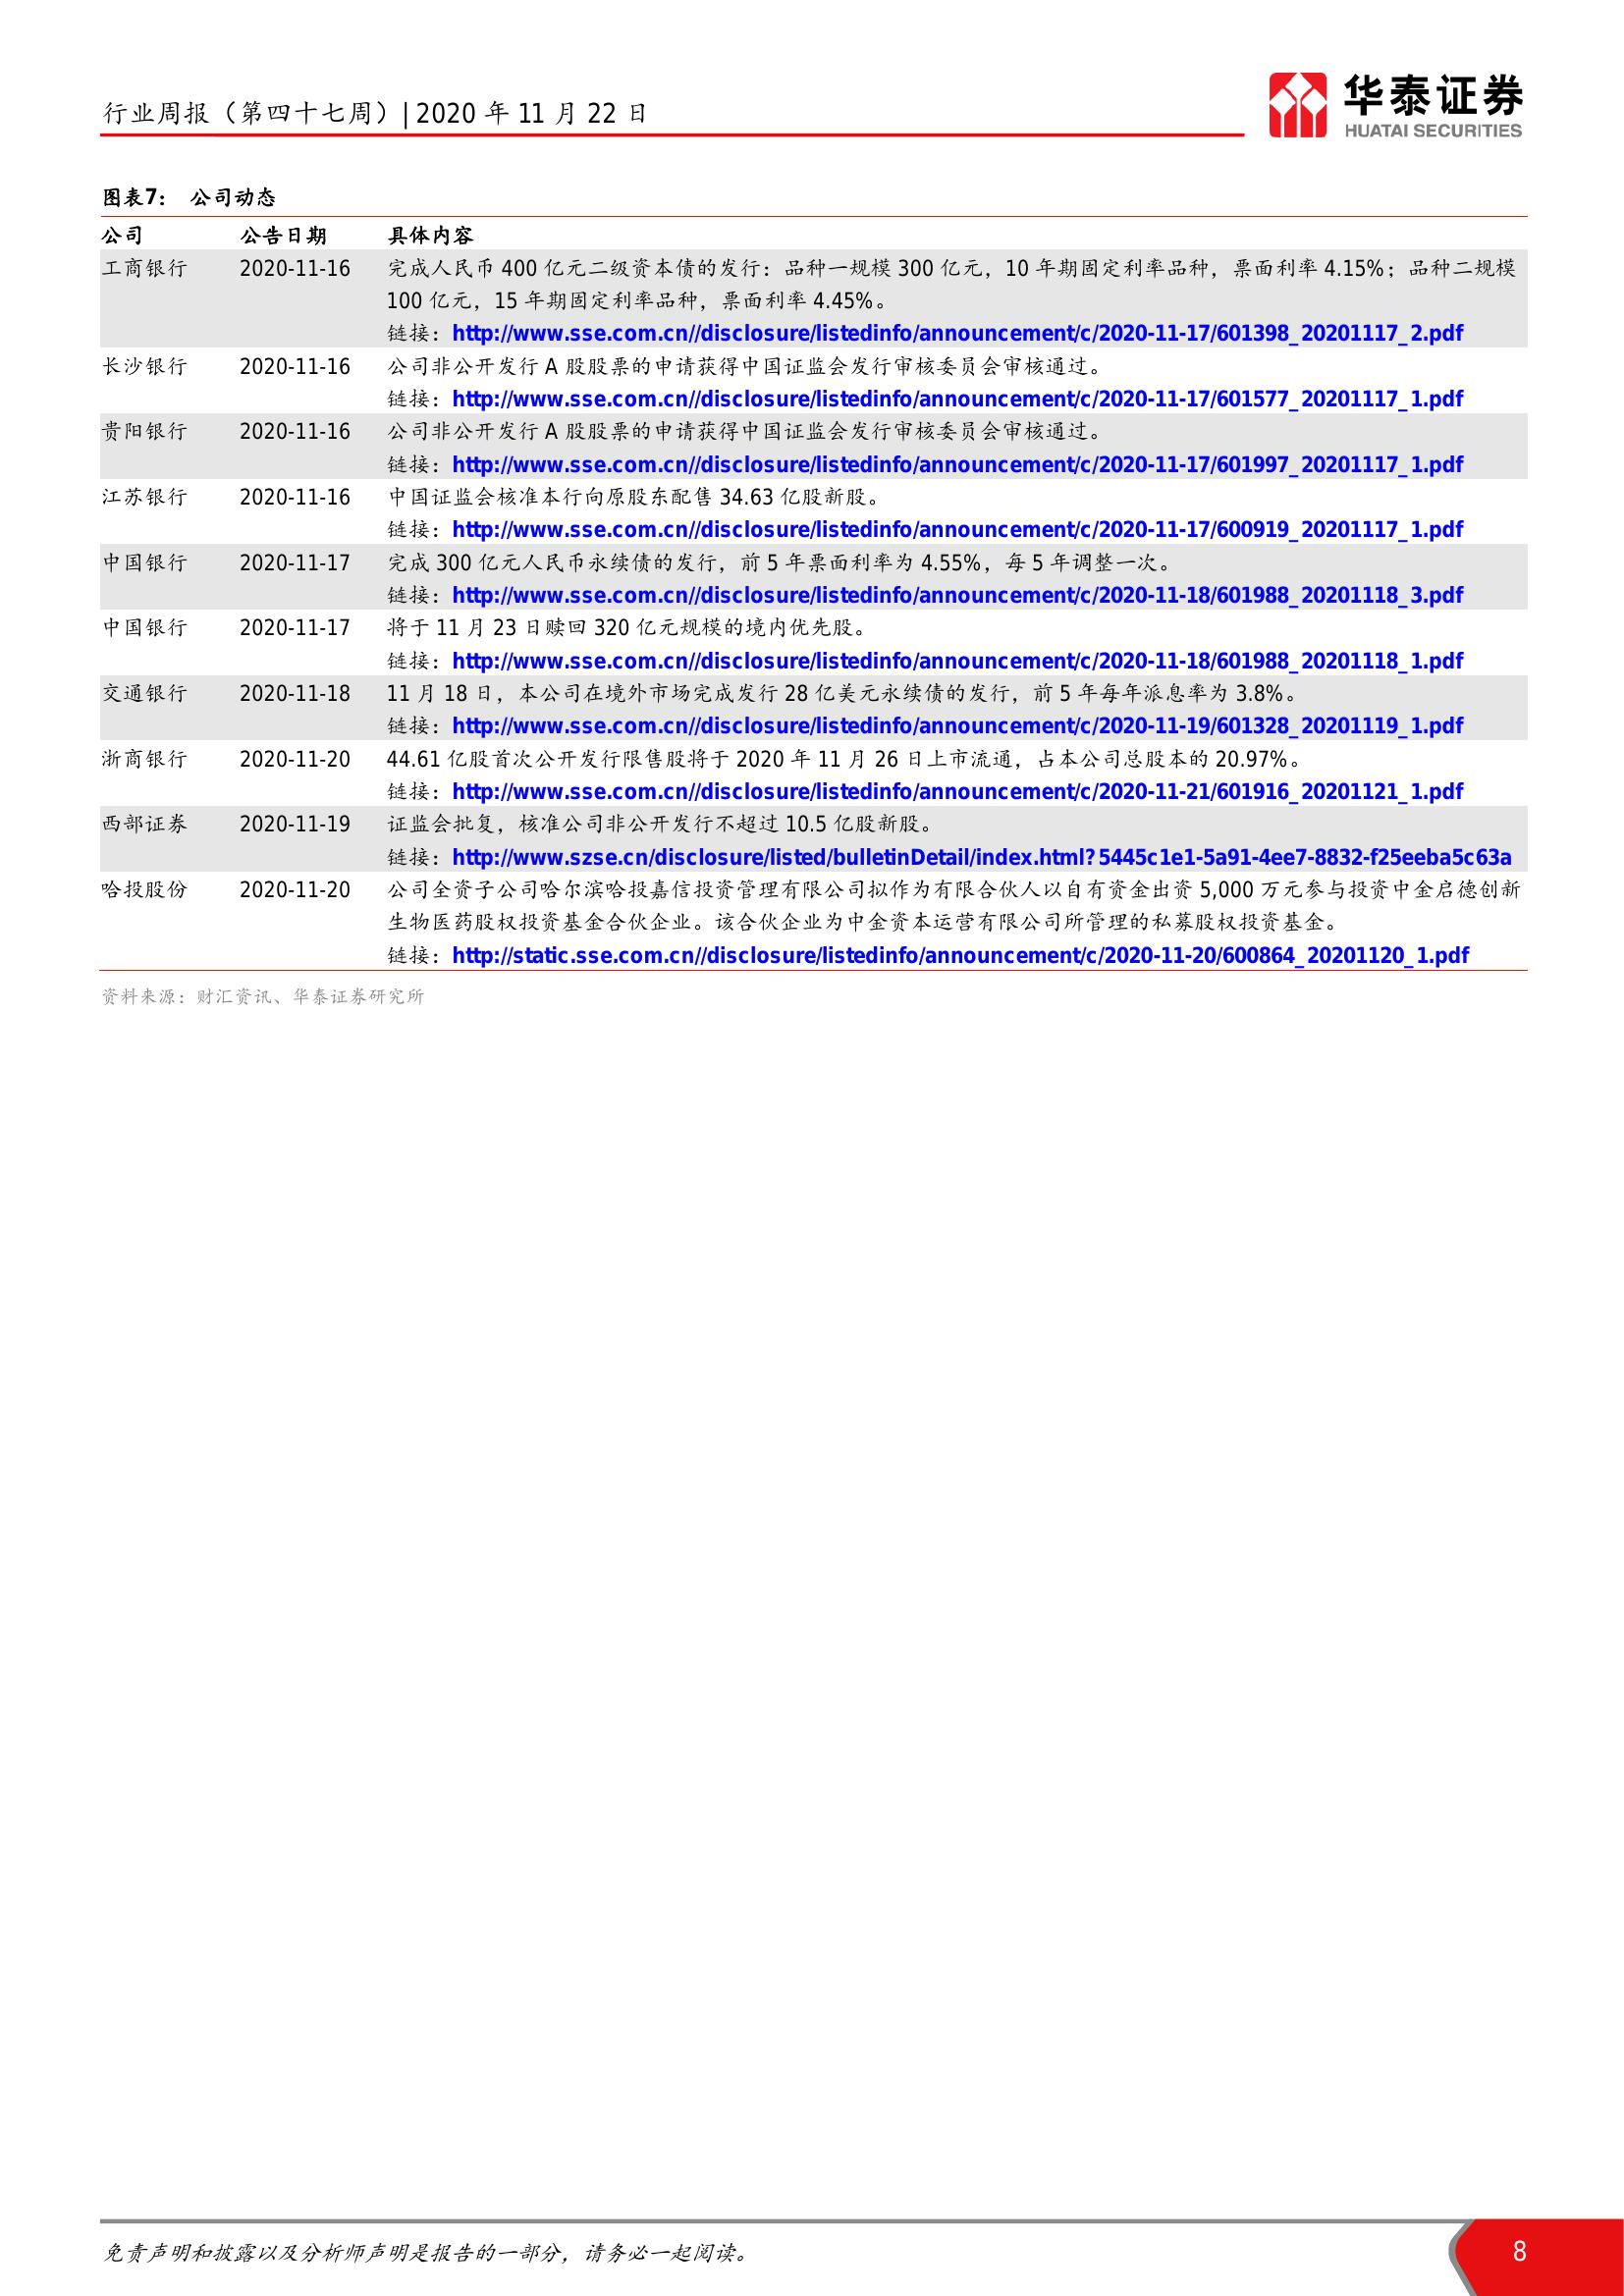 行业周报（第四十七周）| 2020 年 11 月 22 日
华泰证券
HUATAI SECURITIES
图表7： 公司动态
公司 公告日期 具体内容
工商银行 2020-11-16 完成人民币 400 亿元二级资本债的发行：品种一规模 300 亿元，10 年期固定利率品种，票面利率 4.15%；品种二规模
100 亿元，15 年期固定利率品种，票面利率 4.45%。
链接：http://www.sse.com.cn//disclosure/listedinfo/announcement/c/2020-11-17/601398_20201117_2.pdf
长沙银行 2020-11-16 公司非公开发行 A 股股票的申请获得中国证监会发行审核委员会审核通过。
链接：http://www.sse.com.cn//disclosure/listedinfo/announcement/c/2020-11-17/601577_20201117_1.pdf
贵阳银行 2020-11-16 公司非公开发行 A 股股票的申请获得中国证监会发行审核委员会审核通过。
链接：http://www.sse.com.cn//disclosure/listedinfo/announcement/c/2020-11-17/601997_20201117_1.pdf
江苏银行 2020-11-16 中国证监会核准本行向原股东配售 34.63 亿股新股。
链接：http://www.sse.com.cn//disclosure/listedinfo/announcement/c/2020-11-17/600919_20201117_1.pdf
中国银行 2020-11-17 完成 300 亿元人民币永续债的发行，前 5 年票面利率为 4.55%，每 5 年调整一次。
链接：http://www.sse.com.cn//disclosure/listedinfo/announcement/c/2020-11-18/601988_20201118_3.pdf
中国银行 2020-11-17 将于 11 月 23 日赎回 320 亿元规模的境内优先股。
链接：http://www.sse.com.cn//disclosure/listedinfo/announcement/c/2020-11-18/601988_20201118_1.pdf
交通银行 2020-11-18 11 月 18 日，本公司在境外市场完成发行 28 亿美元永续债的发行，前 5 年每年派息率为 3.8%。
链接：http://www.sse.com.cn//disclosure/listedinfo/announcement/c/2020-11-19/601328_20201119_1.pdf
浙商银行 2020-11-20 44.61 亿股首次公开发行限售股将于 2020 年 11 月 26 日上市流通，占本公司总股本的 20.97%。
链接：http://www.sse.com.cn//disclosure/listedinfo/announcement/c/2020-11-21/601916_20201121_1.pdf
西部证券 2020-11-19 证监会批复，核准公司非公开发行不超过 10.5 亿股新股。
链接：http://www.szse.cn/disclosure/listed/bulletinDetail/index.html?5445c1e1-5a91-4ee7-8832-f25eeba5c63a
哈投股份 2020-11-20 公司全资子公司哈尔滨哈投嘉信投资管理有限公司拟作为有限合伙人以自有资金出资 5,000 万元参与投资中金启德创新
生物医药股权投资基金合伙企业。该合伙企业为中金资本运营有限公司所管理的私募股权投资基金。
链接：http://static.sse.com.cn//disclosure/listedinfo/announcement/c/2020-11-20/600864_20201120_1.pdf
资料来源：财汇资讯、华泰证券研究所
免责声明和披露以及分析师声明是报告的一部分，请务必一起阅读。
8